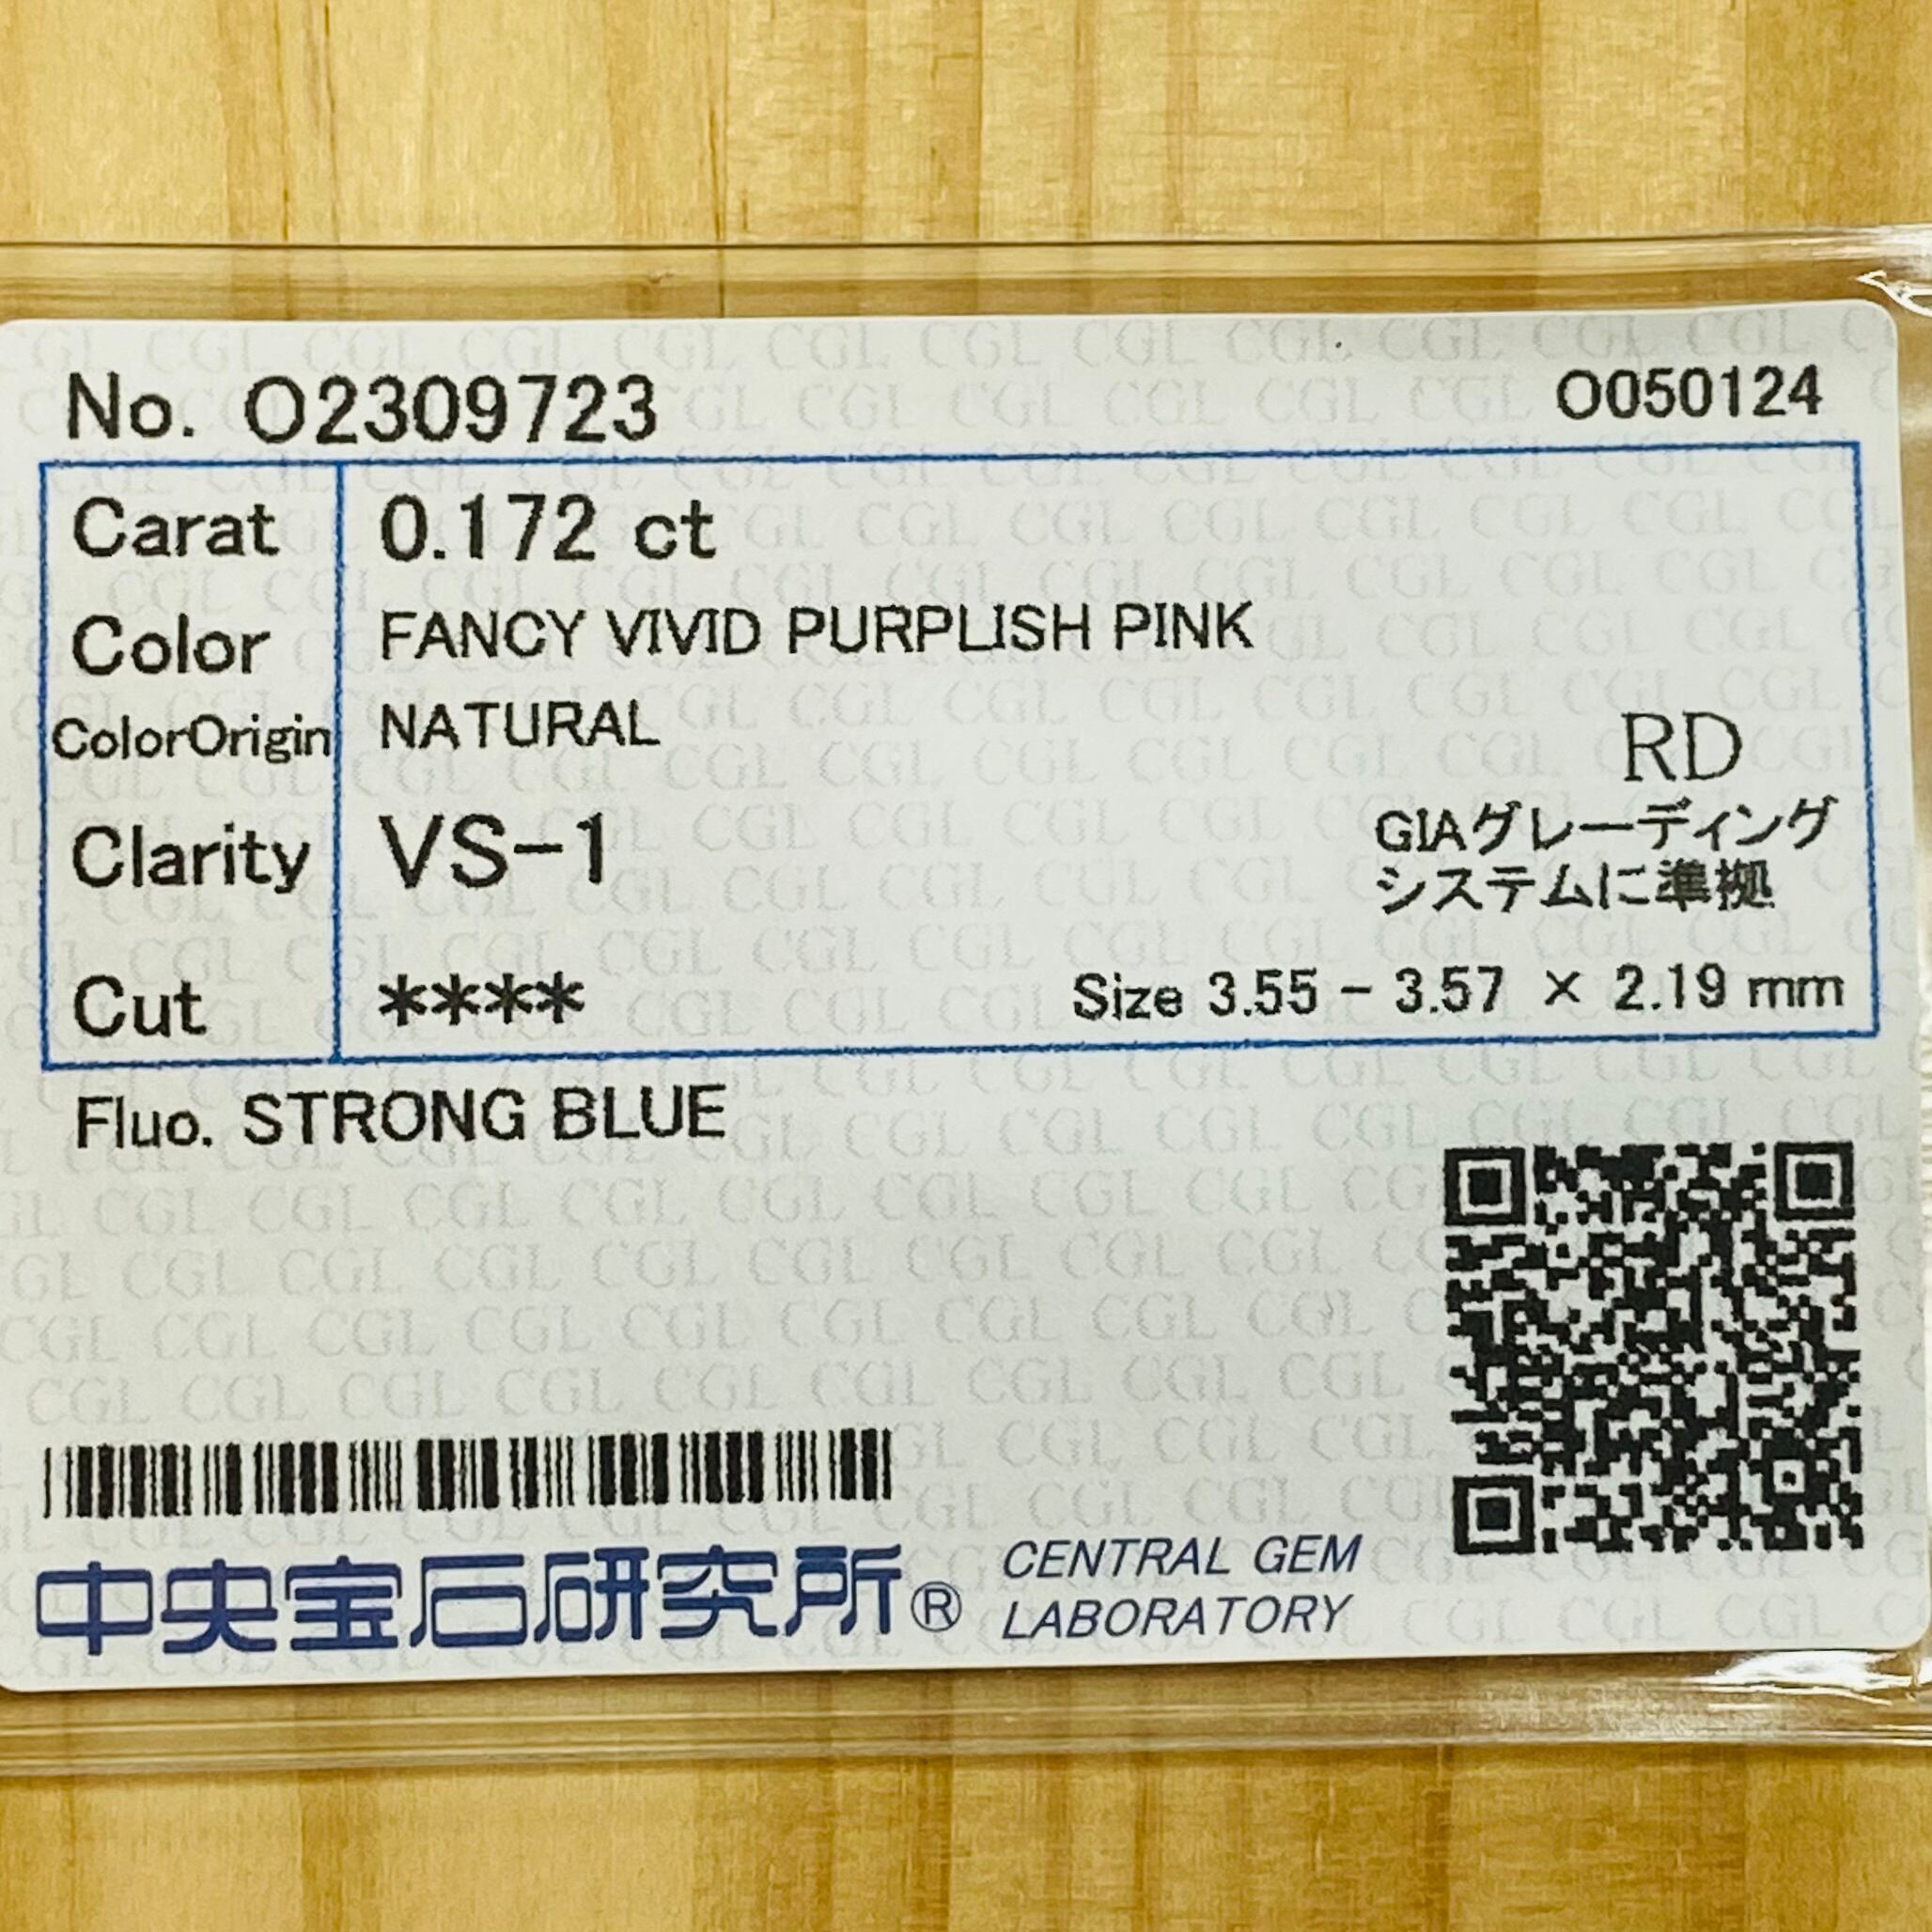 No. O2309723
O050124
Carat 0.172 ct
Color FANCY VIVID PURPLISH PINK
ColorOrigin NATURAL
RD
Clarity VS-1
GIAグレーディング
システムに準拠
Cut ****
Size 3.55 - 3.57 × 2.19 mm
Fluo. STRONG BLUE
中央宝石研究所®
CENTRAL GEM
LABORATORY